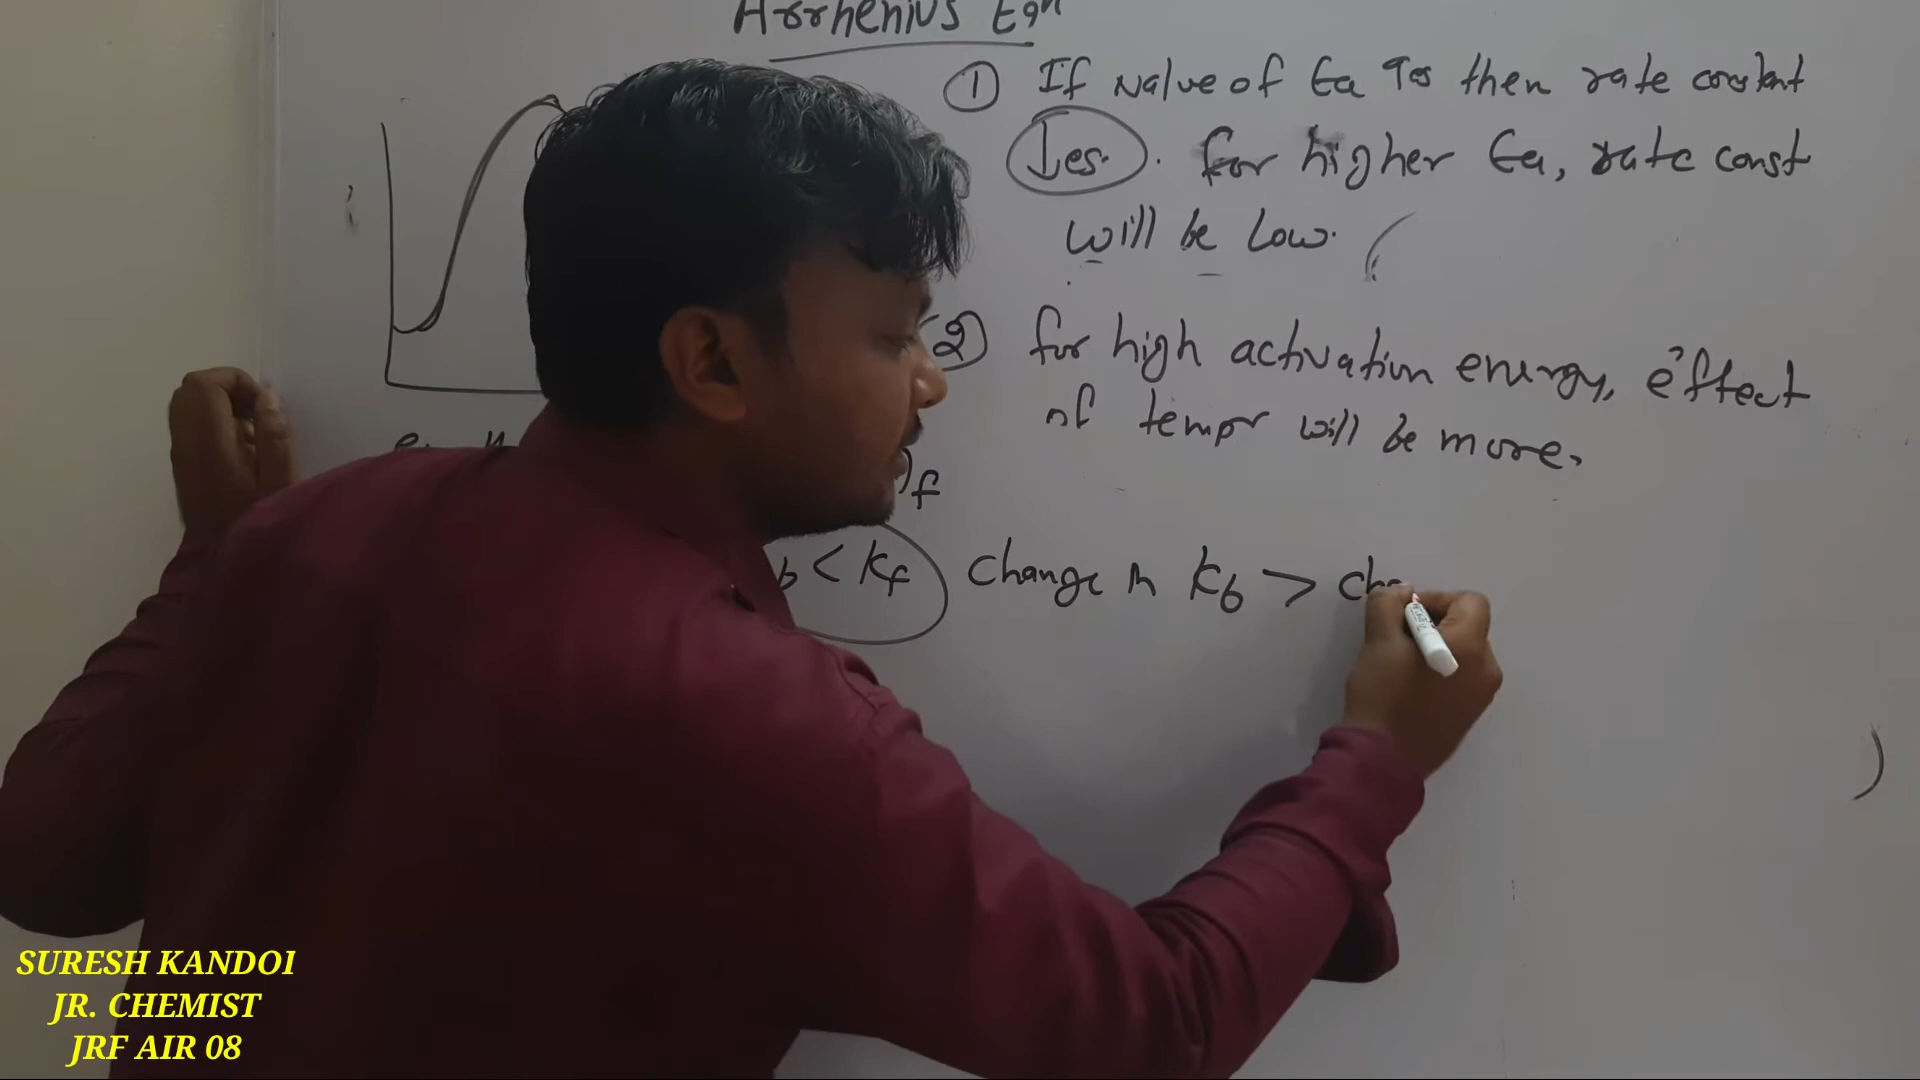 Arrhenius Eqn
① If value of Ea ↑es then rate constant
↓es. for higher Ea, rate const
will be low.
② for high activation energy, effect
of tempr will be more.
)f
b < kf change in kb > cha
SURESH KANDOI
JR. CHEMIST
JRF AIR 08